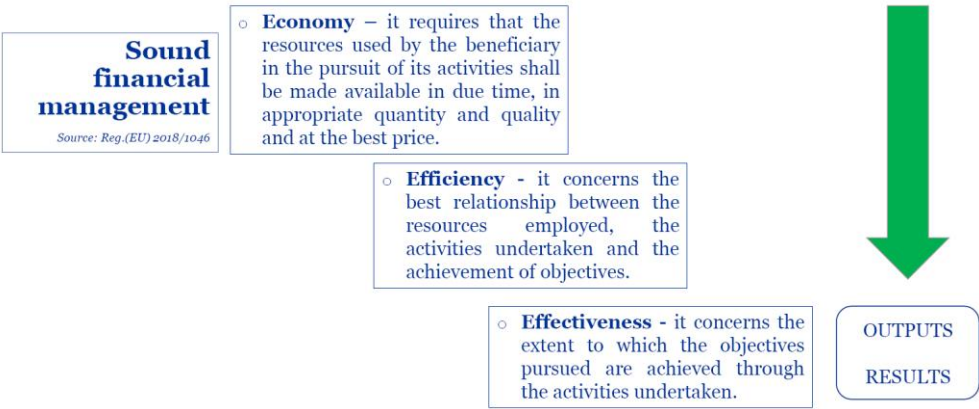 Sound
financial
management
Source: Reg.(EU) 2018/1046
○ Economy – it requires that the
resources used by the beneficiary
in the pursuit of its activities shall
be made available in due time, in
appropriate quantity and quality
and at the best price.
○ Efficiency - it concerns the
best relationship between the
resources employed, the
activities undertaken and the
achievement of objectives.
○ Effectiveness - it concerns the
extent to which the objectives
pursued are achieved through
the activities undertaken.
OUTPUTS
RESULTS